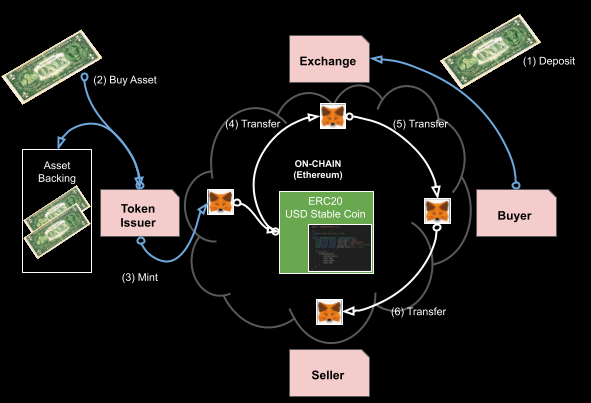 Exchange
(1) Deposit
(2) Buy Asset
(4) Transfer
(5) Transfer
ON-CHAIN
(Ethereum)
Asset
Backing
Token
Issuer
ERC20
USD Stable Coin
Buyer
(3) Mint
(6) Transfer
Seller